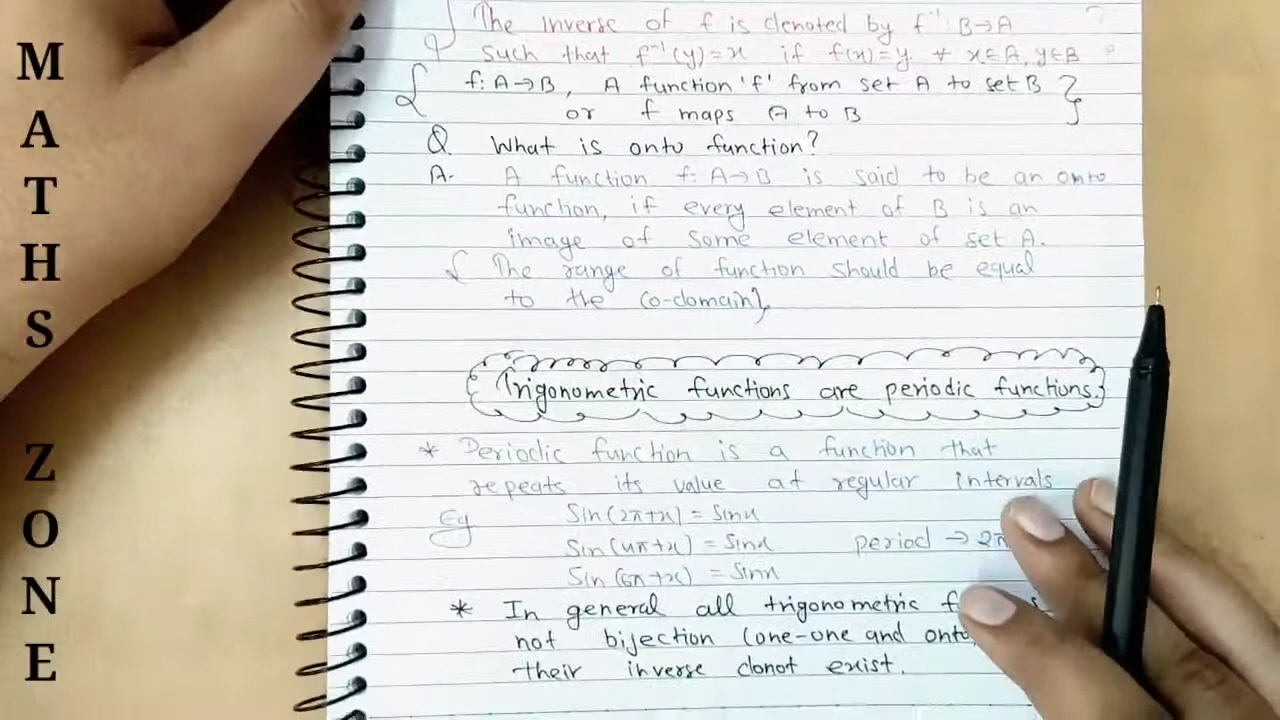 MATHS ZONE
The inverse of f is denoted by f⁻¹: B→A
such that f⁻¹(y)=x if f(x)=y ∀ x∈A, y∈B
{ f: A→B, A function 'f' from set A to set B }
or f maps A to B
Q. What is onto function?
A. A function f: A→B is said to be an onto
function, if every element of B is an
image of some element of set A.
{ The range of function should be equal
to the co-domain}
Trigonometric functions are periodic functions.
* Periodic function is a function that
repeats its value at regular intervals
Eg Sin(2π+x) = Sinx
Sin(4π+x) = Sinx period → 2π
Sin(6π+x) = Sinx
* In general all trigonometric
not bijection (one-one and onto
their inverse donot exist.